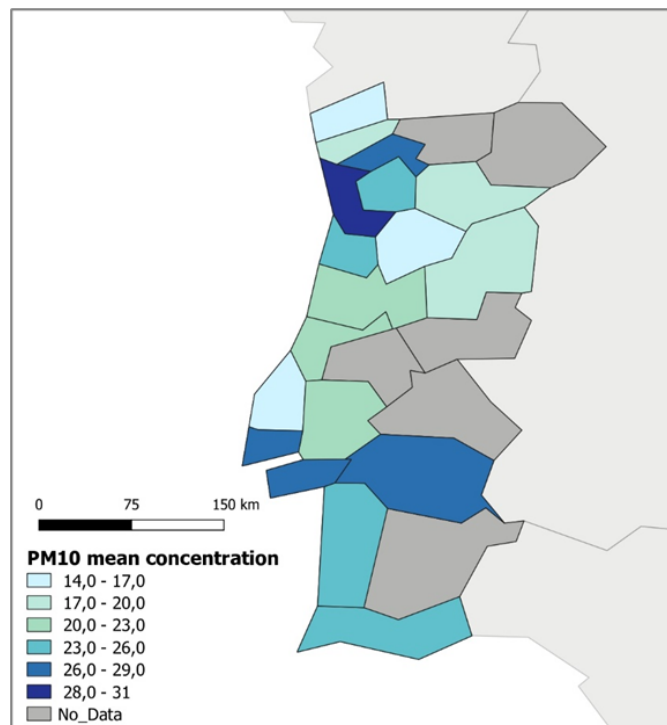 0 75 150 km
PM10 mean concentration
14,0 - 17,0
17,0 - 20,0
20,0 - 23,0
23,0 - 26,0
26,0 - 29,0
28,0 - 31
No_Data